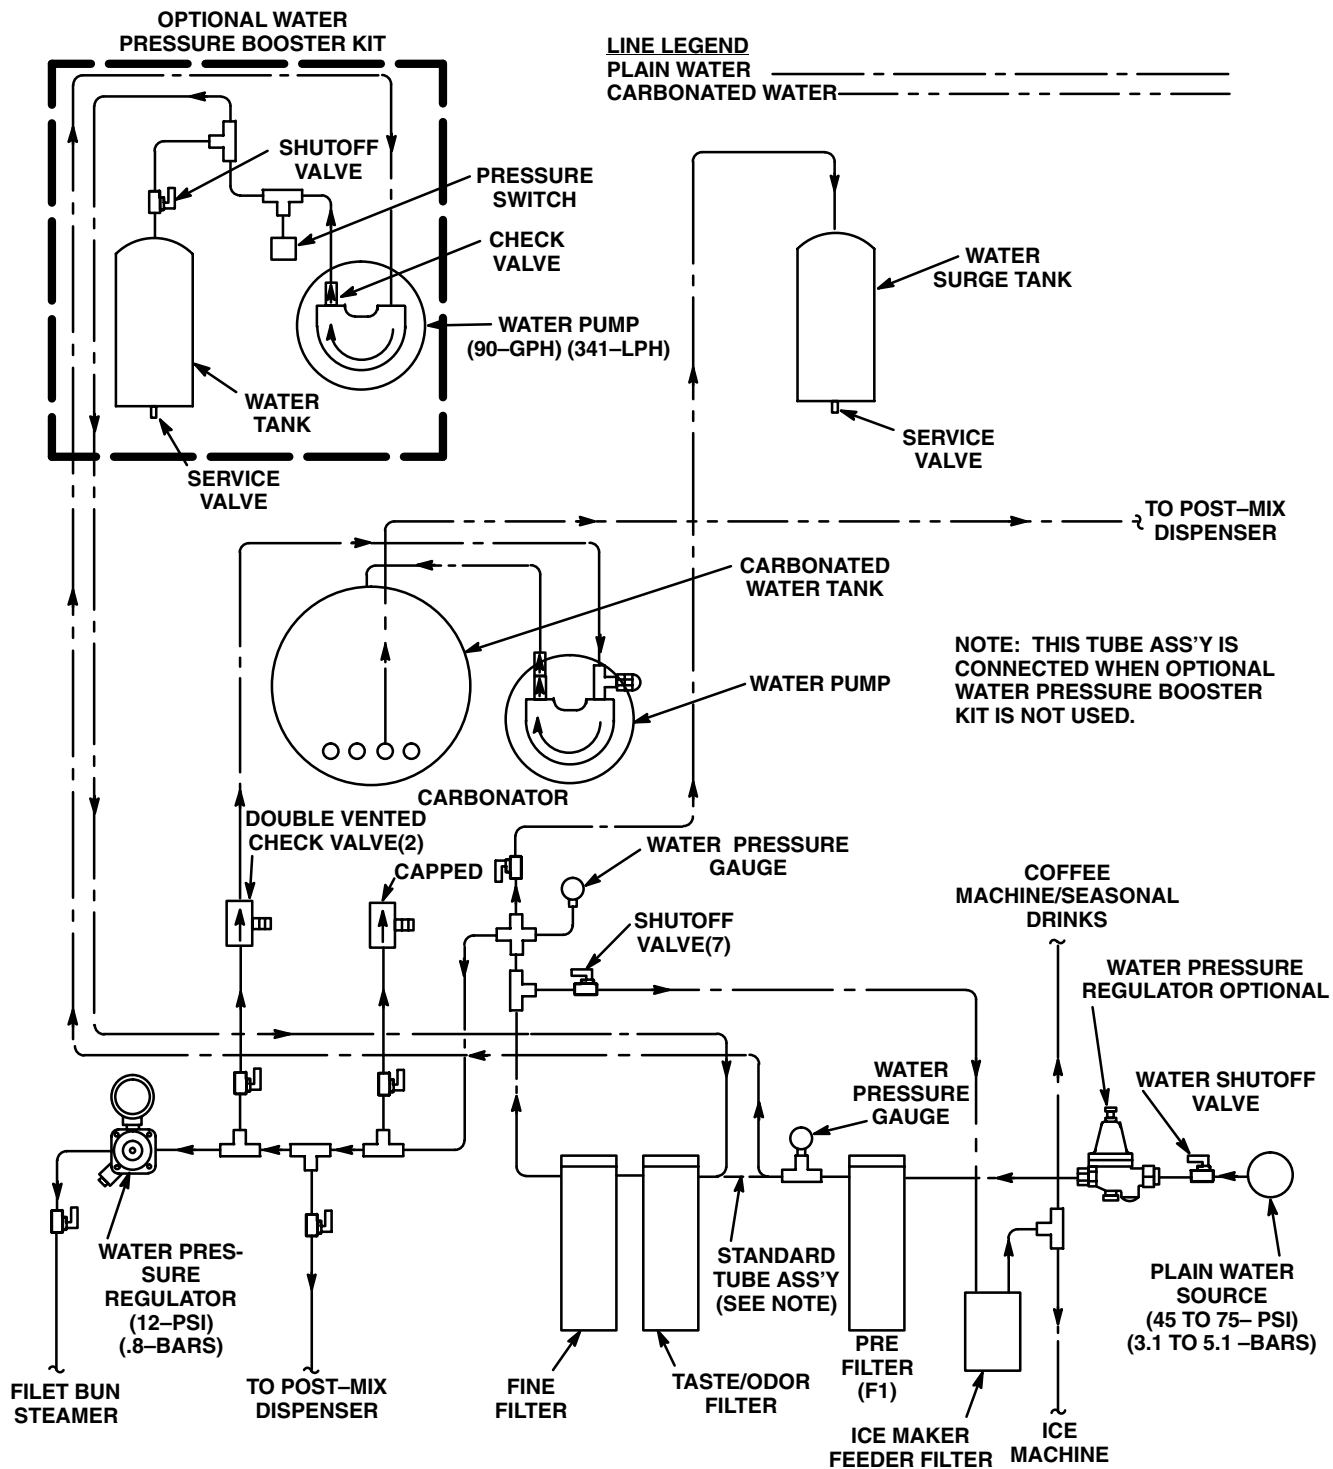 OPTIONAL WATER
PRESSURE BOOSTER KIT
LINE LEGEND
PLAIN WATER
CARBONATED WATER
SHUTOFF
VALVE
PRESSURE
SWITCH
CHECK
VALVE
WATER PUMP
(90–GPH) (341–LPH)
WATER
TANK
SERVICE
VALVE
WATER
SURGE TANK
SERVICE
VALVE
TO POST–MIX
DISPENSER
CARBONATED
WATER TANK
WATER PUMP
NOTE: THIS TUBE ASS'Y IS
CONNECTED WHEN OPTIONAL
WATER PRESSURE BOOSTER
KIT IS NOT USED.
CARBONATOR
DOUBLE VENTED
CHECK VALVE(2)
CAPPED
WATER PRESSURE
GAUGE
SHUTOFF
VALVE(7)
COFFEE
MACHINE/SEASONAL
DRINKS
WATER PRESSURE
REGULATOR OPTIONAL
WATER
PRESSURE
GAUGE
WATER SHUTOFF
VALVE
WATER PRES-
SURE
REGULATOR
(12–PSI)
(.8–BARS)
STANDARD
TUBE ASS'Y
(SEE NOTE)
PLAIN WATER
SOURCE
(45 TO 75– PSI)
(3.1 TO 5.1 –BARS)
FILET BUN
STEAMER
TO POST–MIX
DISPENSER
FINE
FILTER
TASTE/ODOR
FILTER
PRE
FILTER
(F1)
ICE MAKER
FEEDER FILTER
ICE
MACHINE